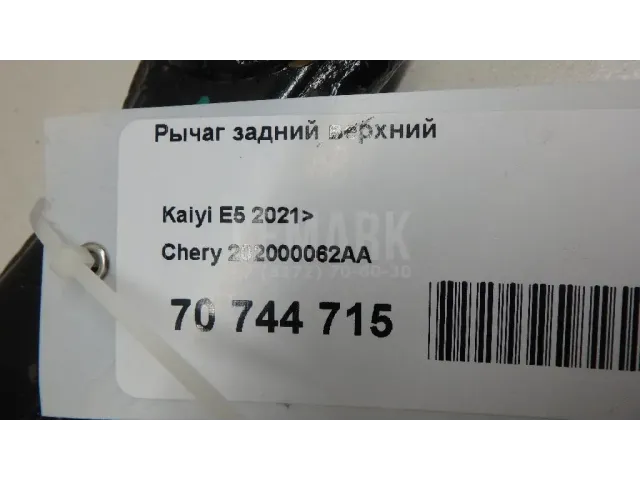 Рычаг задний верхний
Kaiyi E5 2021>
Chery 202000062AA
70 744 715